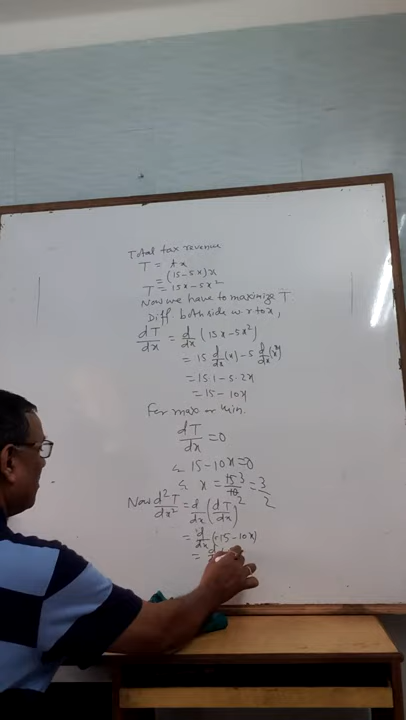 Total tax revenue
T = tx
= (15-5x)x
T = 15x-5x²
Now we have to maximize T
Diff both side w r to x,
dT/dx = d/dx (15x-5x²)
= 15 d/dx (x) - 5 d/dx (x²)
= 15.1 - 5.2x
= 15 - 10x
For max or min.
dT/dx = 0
15-10x=0
x = 15/10 = 3/2
Now d²T/dx² = d/dx (dT/dx)
= d/dx (15-10x)
=